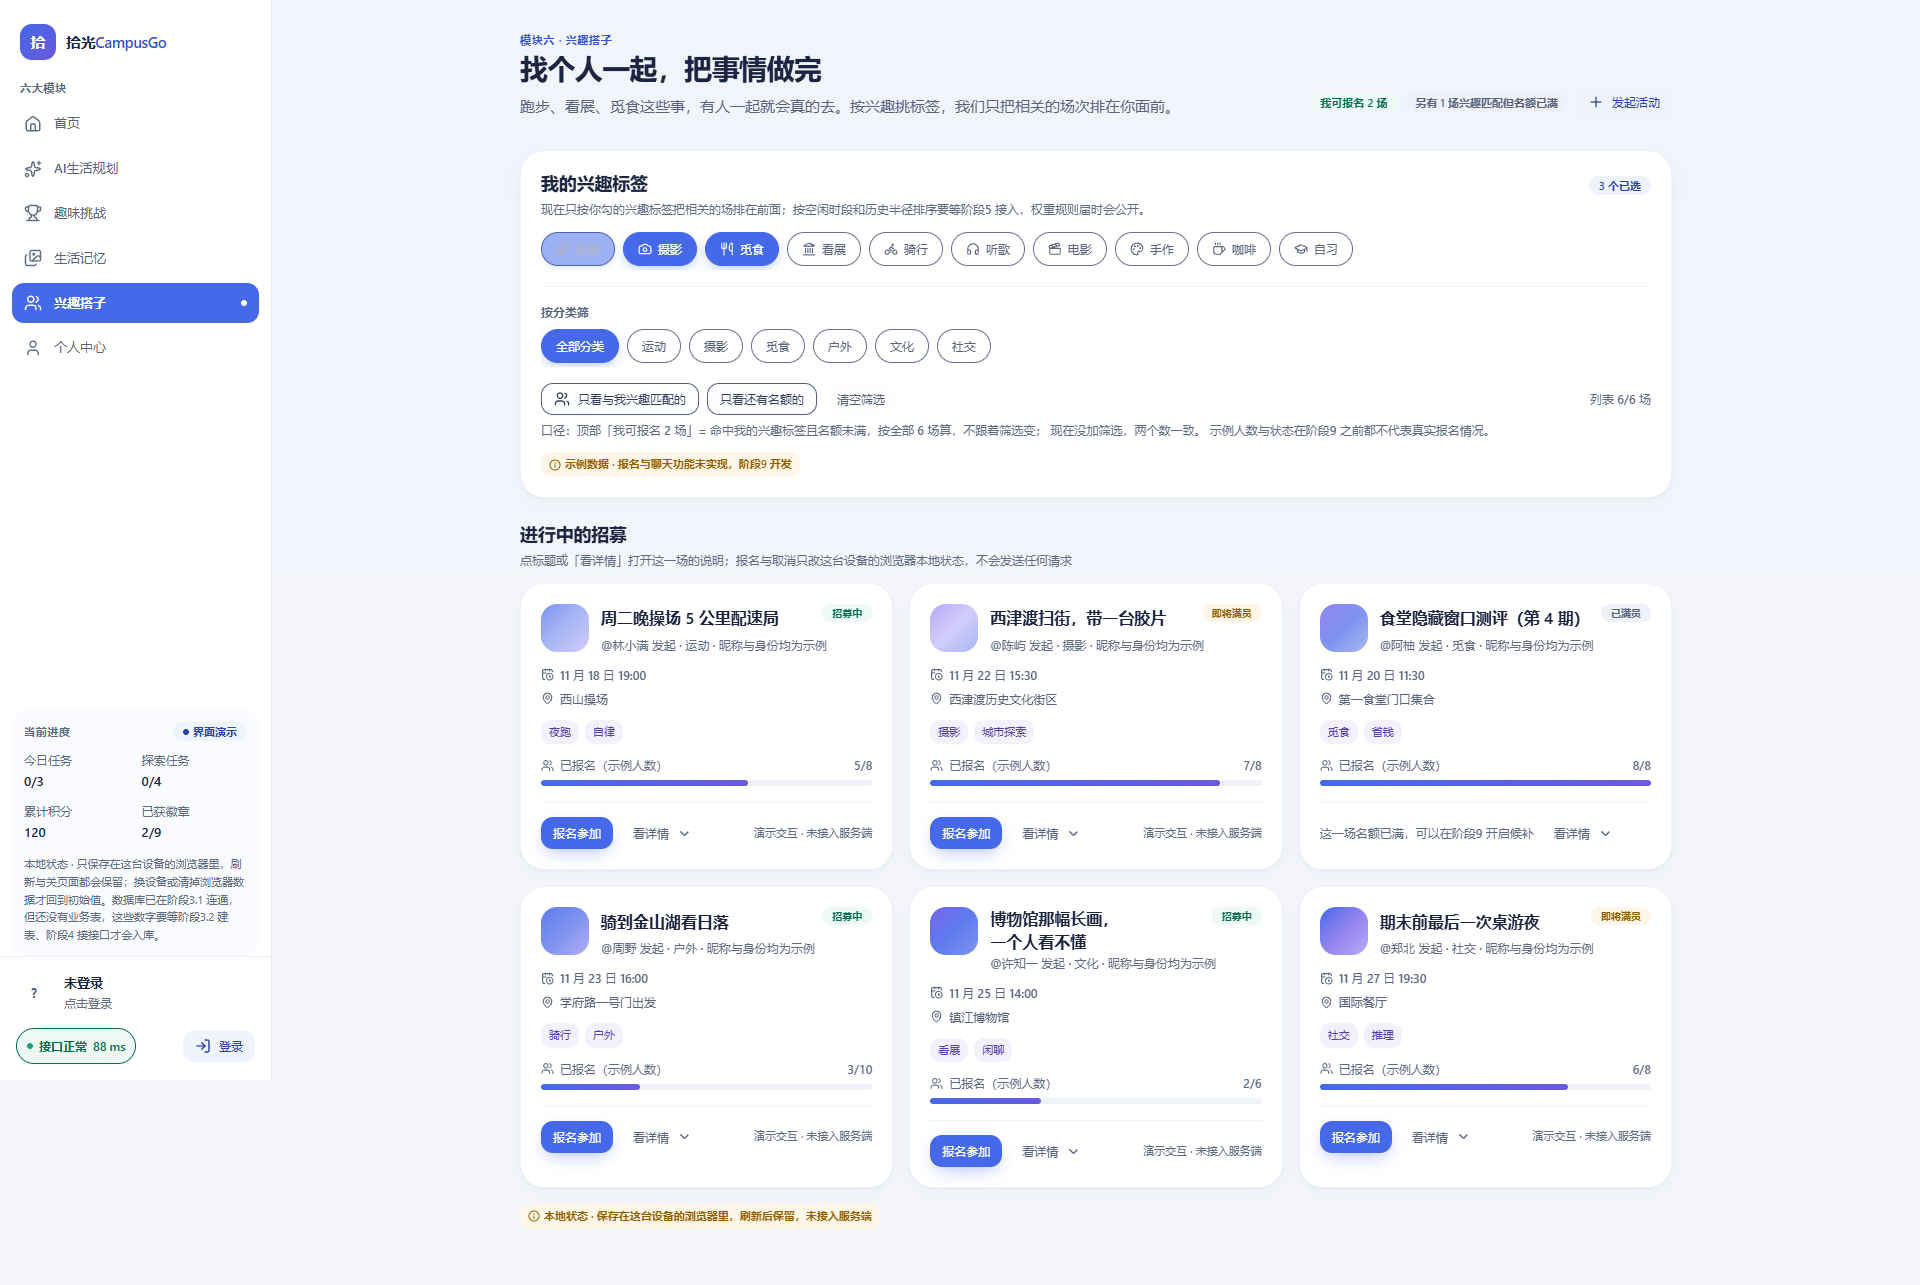 拾
拾光CampusGo
六大模块
首页
AI生活规划
趣味挑战
生活记忆
兴趣搭子
个人中心
当前进度
界面演示
今日任务
探索任务
0/3
0/4
累计积分
已获徽章
120
2/9
本地状态 · 只保存在这台设备的浏览器里，刷
新与关页面都会保留；换设备或清掉浏览器数
据才回到初始值。数据库已在阶段3.1 连通，
但还没有业务表，这些数字要等阶段3.2 建
表、阶段4 接接口才会入库。
?
未登录
点击登录
接口正常 88 ms
登录
模块六 · 兴趣搭子
找个人一起，把事情做完
跑步、看展、觅食这些事，有人一起就会真的去。按兴趣挑标签，我们只把相关的场次排在你面前。
我可报名 2 场
另有 1 场兴趣匹配但名额已满
发起活动
我的兴趣标签
3 个已选
现在只按你勾的兴趣标签把相关的场排在前面；按空闲时段和历史半径排序要等阶段5 接入，权重规则届时会公开。
摄影
觅食
看展
骑行
听歌
电影
手作
咖啡
自习
按分类筛
全部分类
运动
摄影
觅食
户外
文化
社交
只看与我兴趣匹配的
只看还有名额的
清空筛选
列表 6/6 场
口径：顶部「我可报名 2 场」= 命中我的兴趣标签且名额未满，按全部 6 场算，不跟着筛选变； 现在没加筛选，两个数一致。 示例人数与状态在阶段9 之前都不代表真实报名情况。
示例数据 · 报名与聊天功能未实现，阶段9 开发
进行中的招募
点标题或「看详情」打开这一场的说明；报名与取消只改这台设备的浏览器本地状态，不会发送任何请求
周二晚操场 5 公里配速局
招募中
@林小满 发起 · 运动 · 昵称与身份均为示例
11 月 18 日 19:00
西山操场
夜跑
自律
已报名（示例人数）
5/8
报名参加
看详情
演示交互 · 未接入服务端
西津渡扫街，带一台胶片
即将满员
@陈屿 发起 · 摄影 · 昵称与身份均为示例
11 月 22 日 15:30
西津渡历史文化街区
摄影
城市探索
已报名（示例人数）
7/8
报名参加
看详情
演示交互 · 未接入服务端
食堂隐藏窗口测评（第 4 期）
已满员
@阿柚 发起 · 觅食 · 昵称与身份均为示例
11 月 20 日 11:30
第一食堂门口集合
觅食
省钱
已报名（示例人数）
8/8
这一场名额已满，可以在阶段9 开启候补
看详情
骑到金山湖看日落
招募中
@周野 发起 · 户外 · 昵称与身份均为示例
11 月 23 日 16:00
学府路一号门出发
骑行
户外
已报名（示例人数）
3/10
报名参加
看详情
演示交互 · 未接入服务端
博物馆那幅长画，
一个人看不懂
招募中
@许知一 发起 · 文化 · 昵称与身份均为示例
11 月 25 日 14:00
镇江博物馆
看展
闲聊
已报名（示例人数）
2/6
报名参加
看详情
演示交互 · 未接入服务端
期末前最后一次桌游夜
即将满员
@郑北 发起 · 社交 · 昵称与身份均为示例
11 月 27 日 19:30
国际餐厅
社交
推理
已报名（示例人数）
6/8
报名参加
看详情
演示交互 · 未接入服务端
本地状态 · 保存在这台设备的浏览器里，刷新后保留，未接入服务端